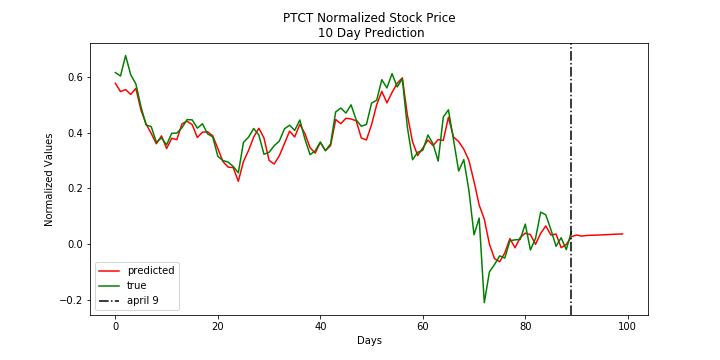 PTCT Normalized Stock Price
10 Day Prediction
Normalized Values
0.6
0.4
0.2
0.0
−0.2
predicted
true
april 9
0 20 40 60 80 100
Days